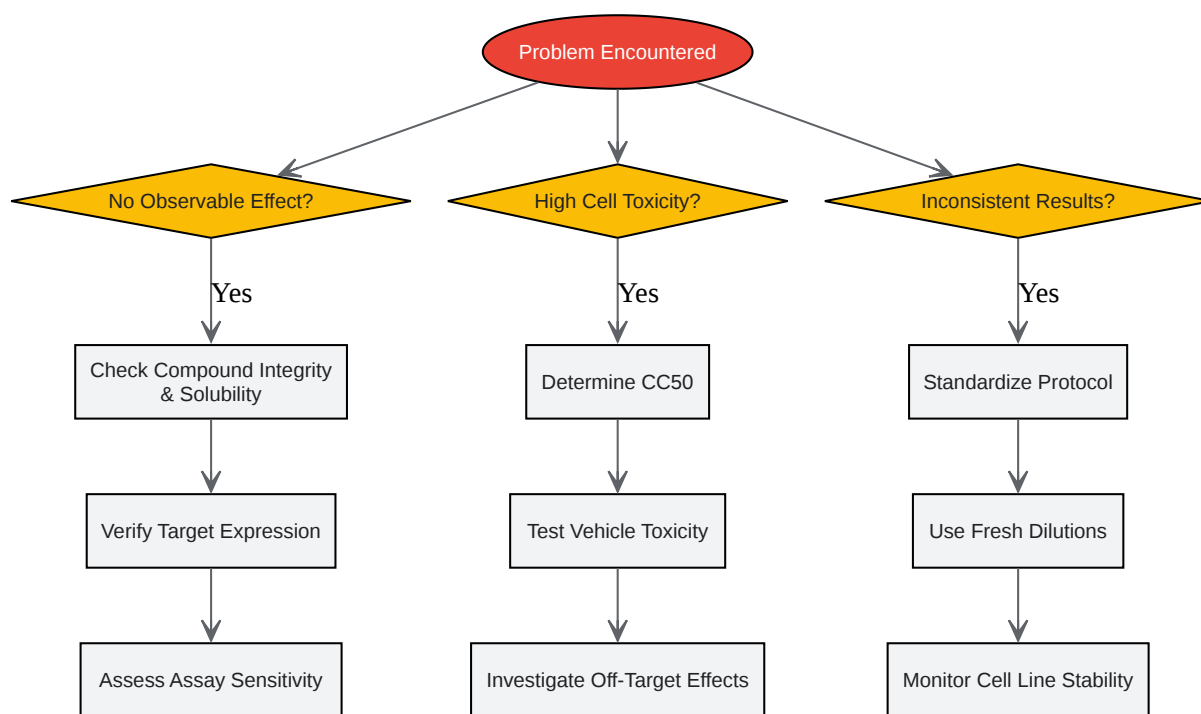 Problem Encountered
No Observable Effect?
High Cell Toxicity?
Inconsistent Results?
Yes
Yes
Yes
Check Compound Integrity
& Solubility
Determine CC50
Standardize Protocol
Verify Target Expression
Test Vehicle Toxicity
Use Fresh Dilutions
Assess Assay Sensitivity
Investigate Off-Target Effects
Monitor Cell Line Stability